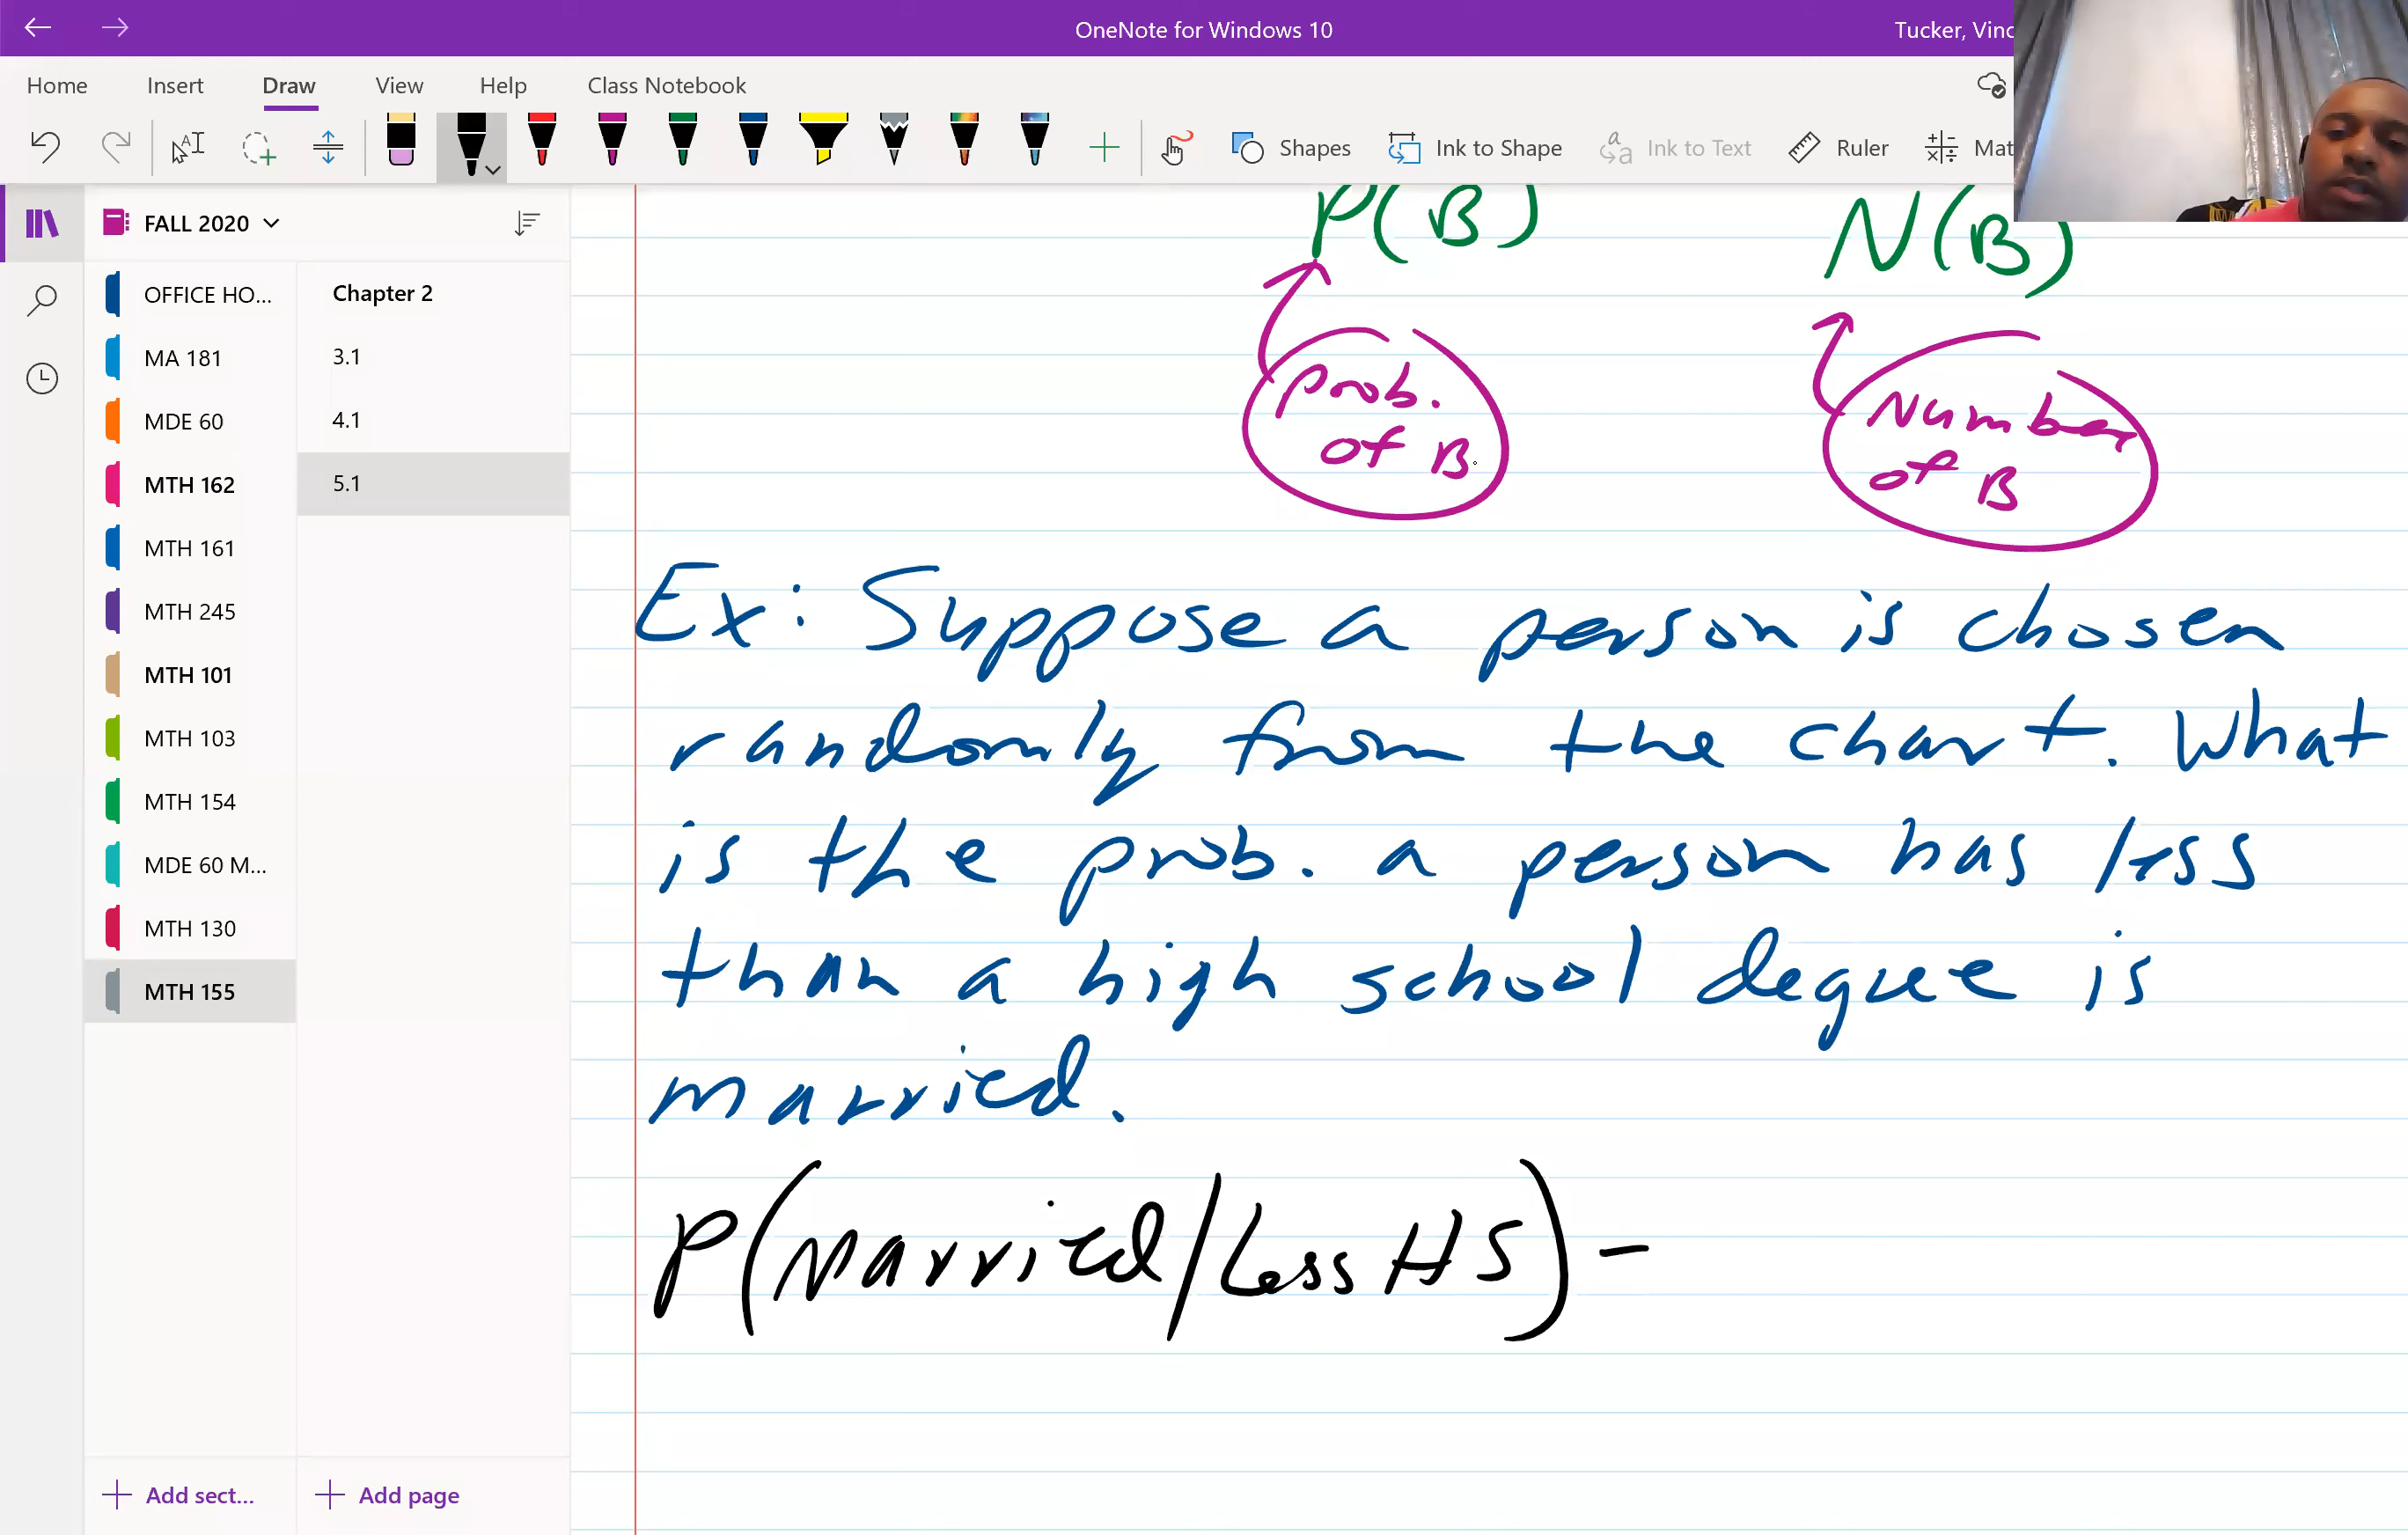 OneNote for Windows 10
Tucker, Vinc
Home Insert Draw View Help Class Notebook
Shapes Ink to Shape Ink to Text Ruler Mat
FALL 2020
OFFICE HO...
MA 181
MDE 60
MTH 162
MTH 161
MTH 245
MTH 101
MTH 103
MTH 154
MDE 60 M...
MTH 130
MTH 155
Add sect...
Chapter 2
3.1
4.1
5.1
Add page
P(B) N(B)
prob. Number
of B of B
Ex: Suppose a person is chosen
randomly from the chart. What
is the prob. a person has less
than a high school degree is
married.
P(Married/Less HS) -